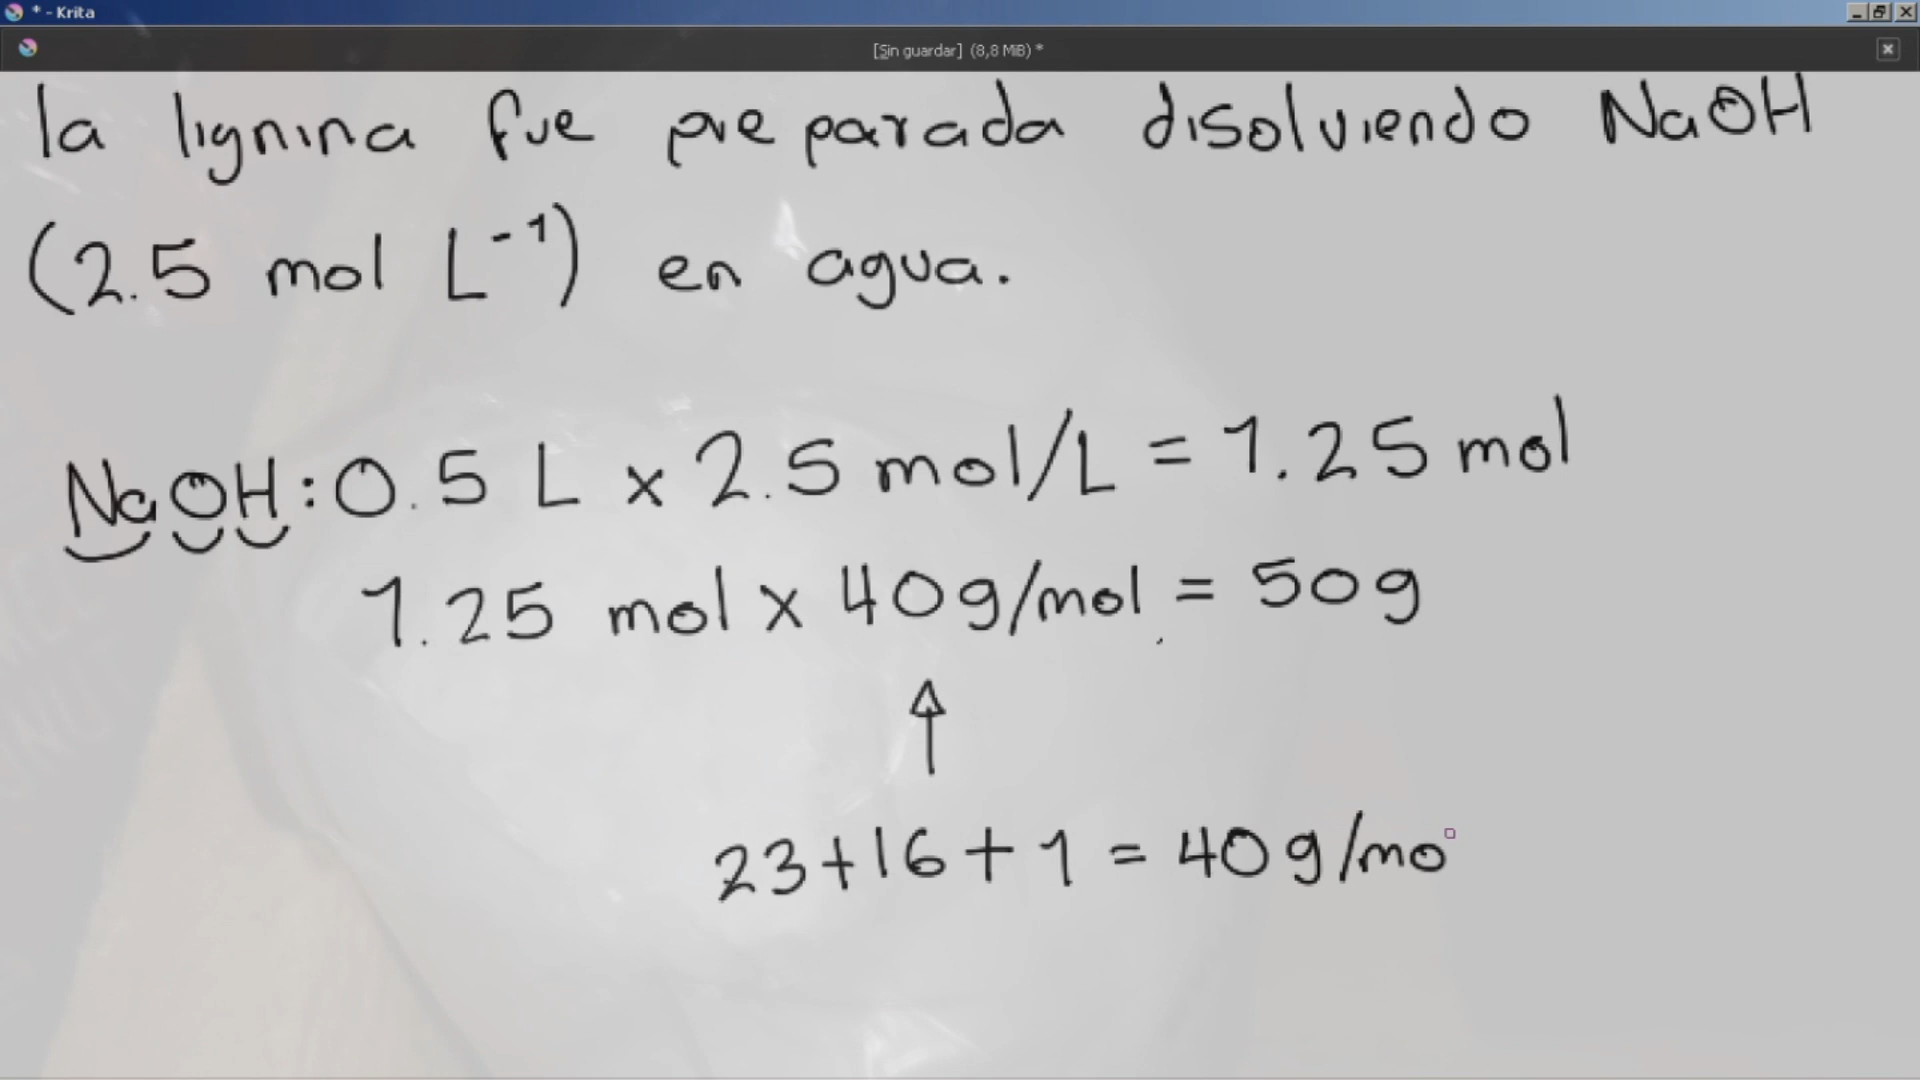 * - Krita
[Sin guardar] (8,8 MiB) *
la lignina fue preparada disolviendo NaOH
(2.5 mol L⁻¹) en agua.
NaOH: 0.5 L x 2.5 mol/L = 1.25 mol
1.25 mol x 40g/mol = 50g
23+16+1 = 40g/mo